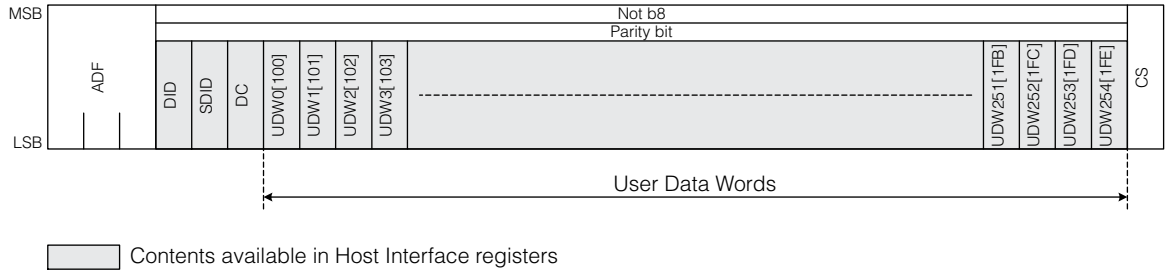 MSB
Not b8
Parity bit
ADF
DID
SDID
DC
UDW0[100]
UDW1[101]
UDW2[102]
UDW3[103]
UDW251[1FB]
UDW252[1FC]
UDW253[1FD]
UDW254[1FE]
CS
LSB
User Data Words
Contents available in Host Interface registers